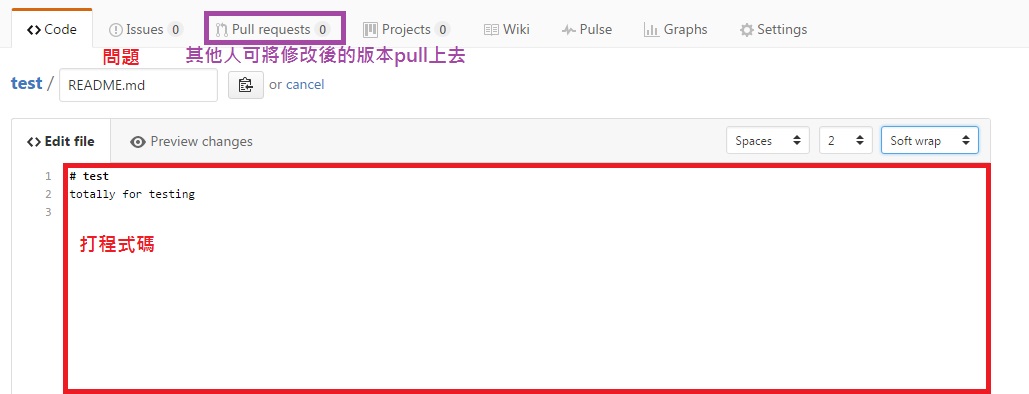 Code Issues 0 Pull requests 0 Projects 0 Wiki Pulse Graphs Settings
問題 其他人可將修改後的版本pull上去
test / README.md or cancel
Edit file Preview changes Spaces 2 Soft wrap
1 # test
2 totally for testing
3
打程式碼